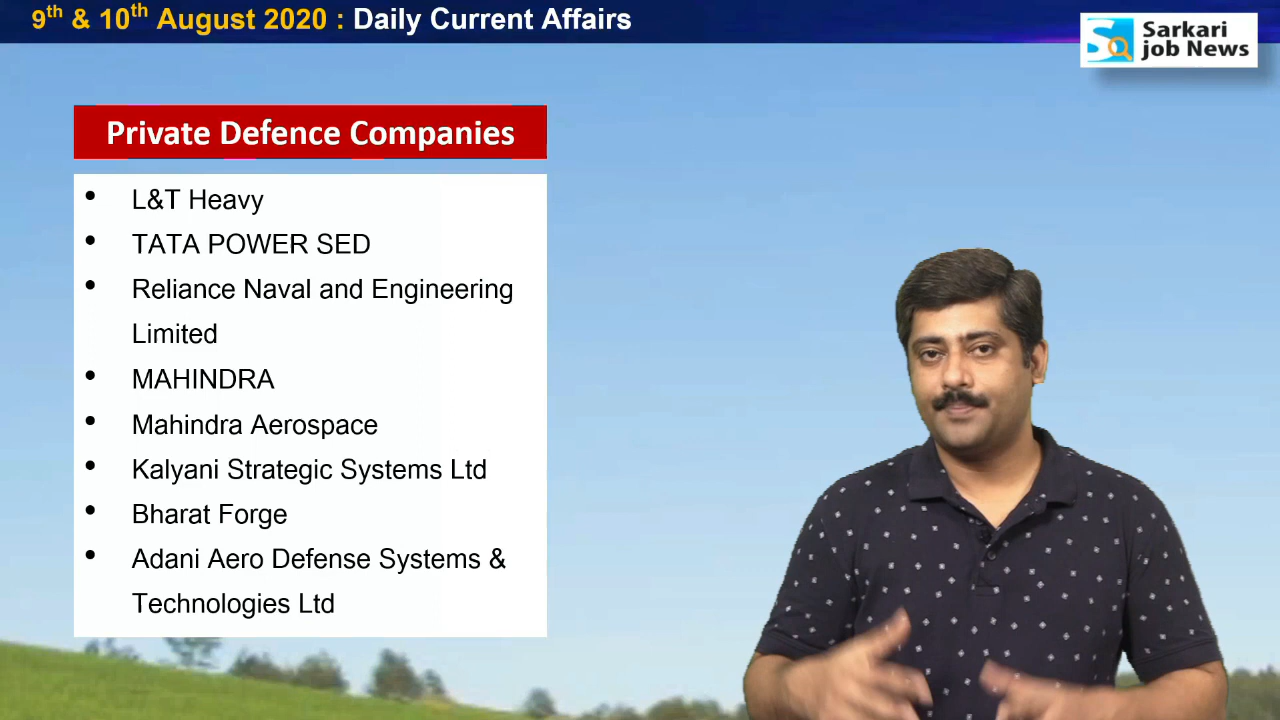 9th & 10th August 2020 : Daily Current Affairs
Sarkari
job News
Private Defence Companies
• L&T Heavy
• TATA POWER SED
• Reliance Naval and Engineering
Limited
• MAHINDRA
• Mahindra Aerospace
• Kalyani Strategic Systems Ltd
• Bharat Forge
• Adani Aero Defense Systems &
Technologies Ltd